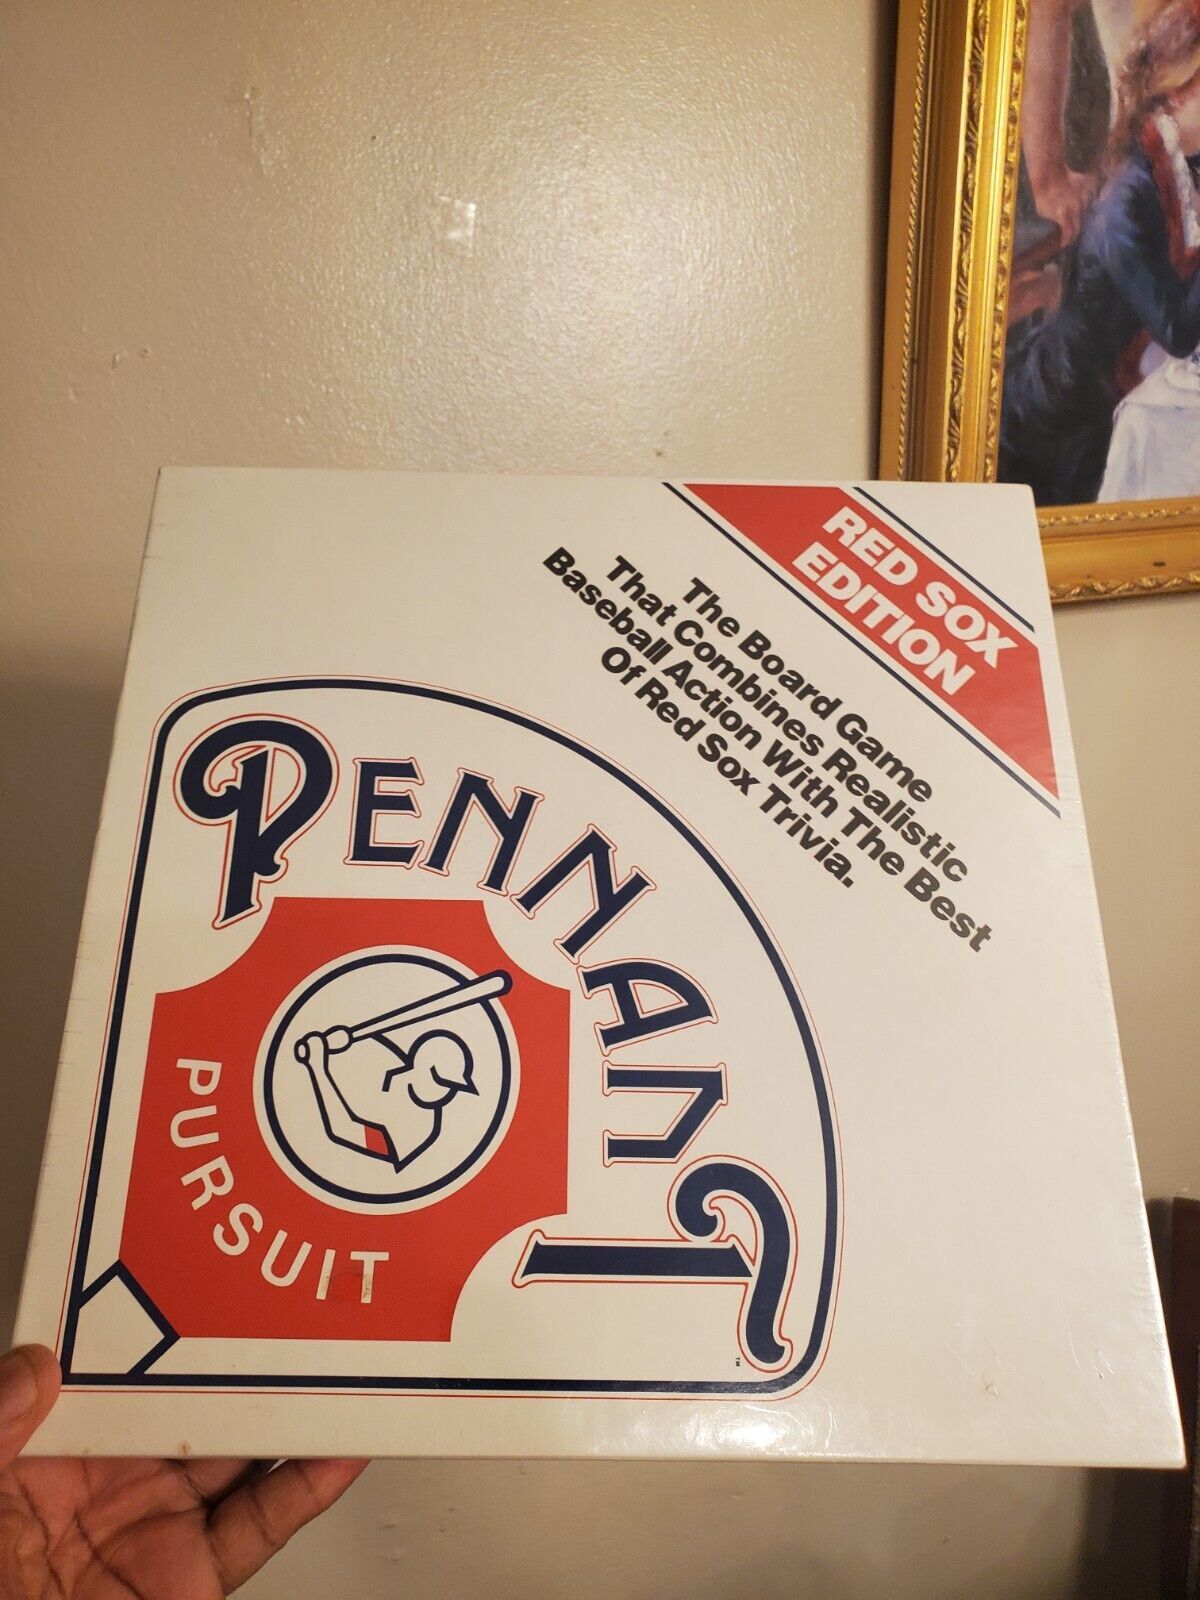 RED SOX
EDITION
The Board Game
That Combines Realistic
Baseball Action With The Best
Of Red Sox Trivia.
PENNANT
PURSUIT
TM